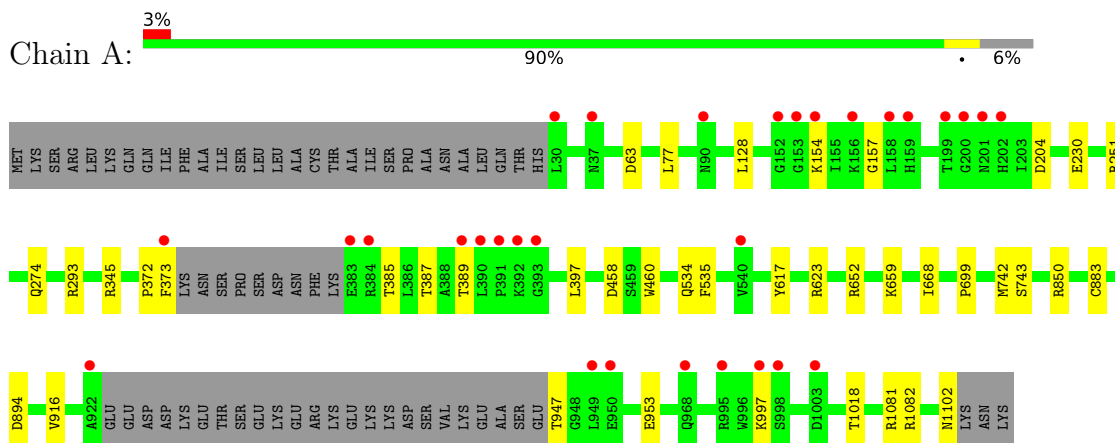 3%
Chain A:
90% • 6%
MET LYS SER ARG LEU LYS GLN GLN ILE PHE ALA ILE SER LEU LEU ALA CYS THR ALA ILE SER PRO ALA ASN ALA LEU GLN THR HIS L30 N37 D63 L77 N90 L128 G152 G153 K154 I155 K156 G157 L158 H159 T199 G200 N201 H202 I203 D204 E230 R251
Q274 R293 R345 P372 F373 LYS ASN SER PRO SER ASP ASN PHE LYS E383 R384 T385 L386 T387 A388 T389 L390 P391 K392 G393 L397 D458 S459 W460 Q534 F535 V540 Y617 R623 R652 K659 I668 P699 M742 S743 R850 C883
D894 V916 A922 GLU GLU ASP ASP LYS GLU THR SER GLU LYS GLU ARG LYS GLU LYS LYS ASP SER VAL LYS GLU ALA SER GLU T947 G948 L949 E950 E953 Q968 R995 W996 K997 S998 D1003 T1018 R1081 R1082 N1102 LYS ASN LYS